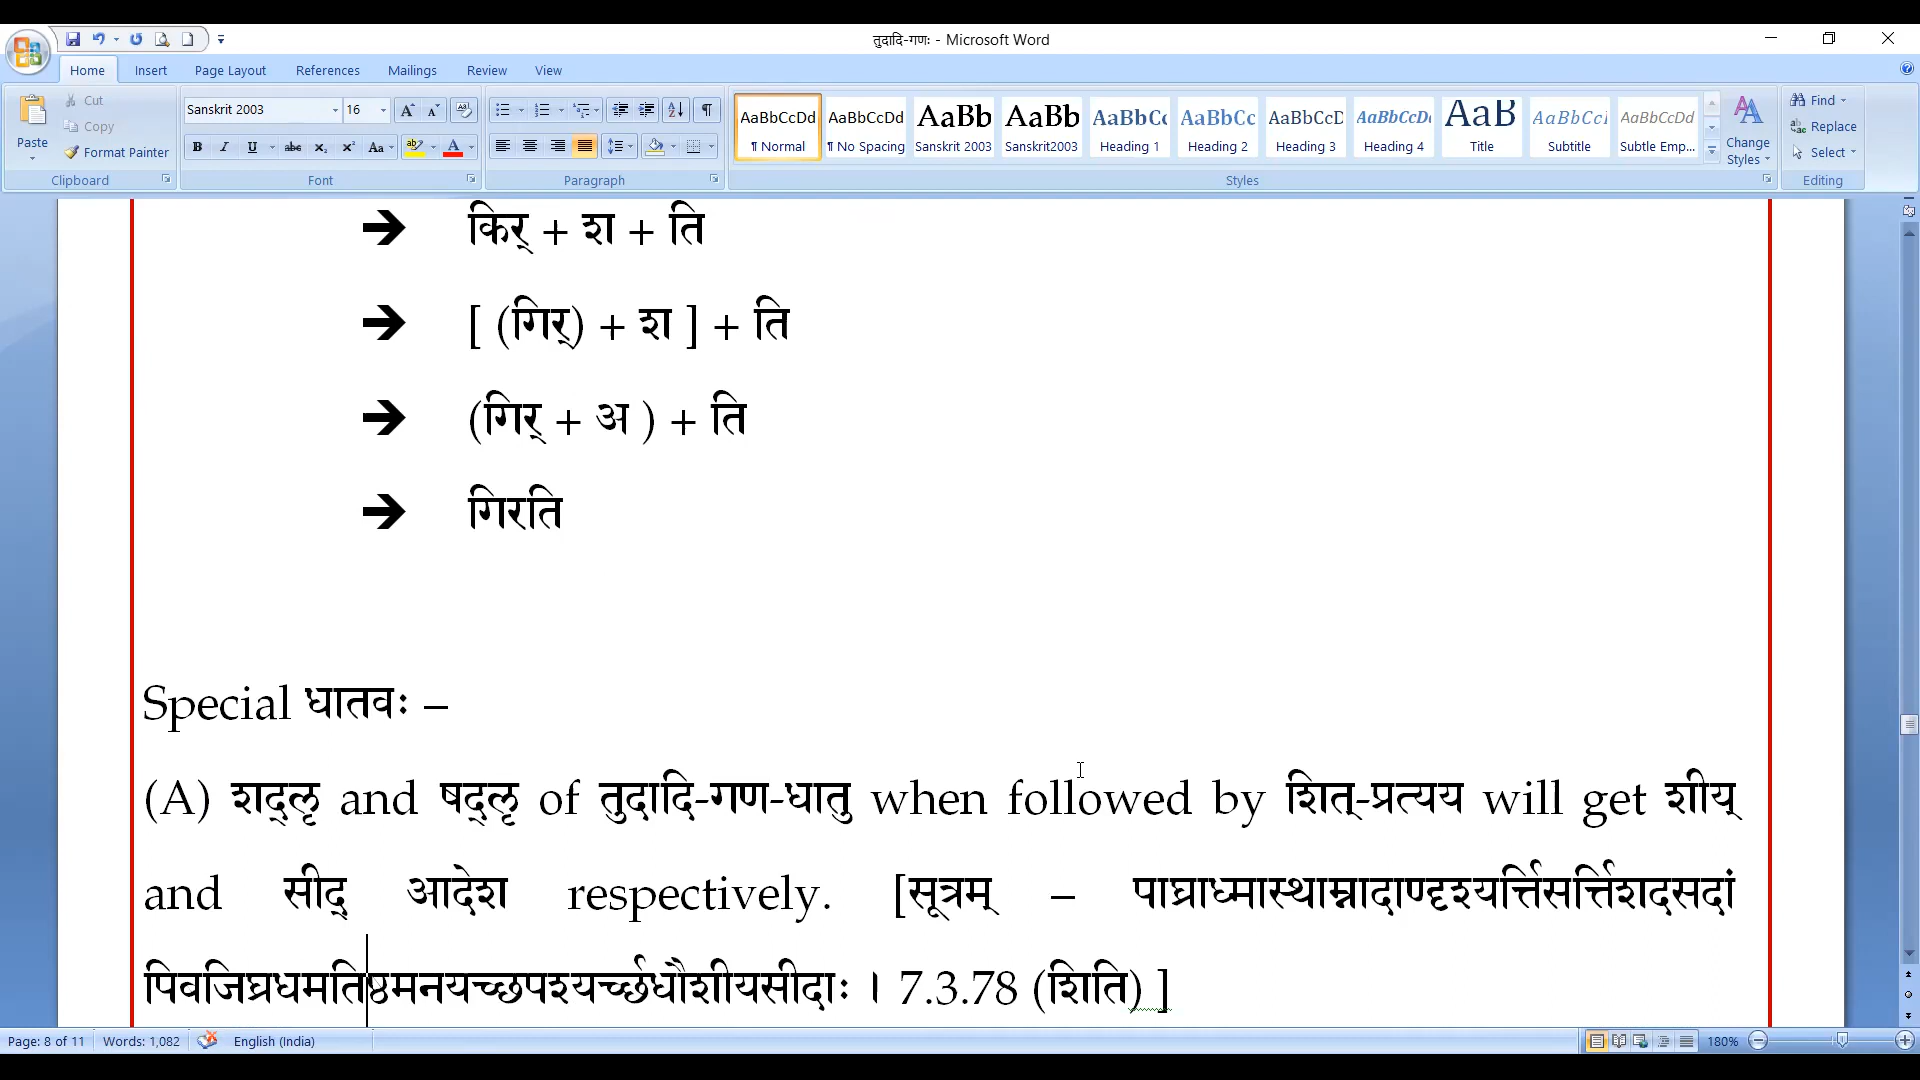 तुदादि-गणः - Microsoft Word
Home Insert Page Layout References Mailings Review View
Paste
Cut
Copy
Format Painter
Clipboard
Sanskrit 2003 16
Font
Paragraph
AaBbCcDd AaBbCcDd AaBb AaBb AaBbCc AaBbCc AaBbCcD AaBbCcDı AaB AaBbCcI AaBbCcDd
¶ Normal ¶ No Spacing Sanskrit 2003 Sanskrit2003 Heading 1 Heading 2 Heading 3 Heading 4 Title Subtitle Subtle Emp...
Change Styles
Styles
Find
Replace
Select
Editing
➔ किर् + श + ति
➔ [ (गिर्) + श ] + ति
➔ (गिर् + अ ) + ति
➔ गिरति
Special धातवः –
(A) शद्लृ and षद्लृ of तुदादि-गण-धातु when followed by शित्-प्रत्यय will get शीय्
and सीद् आदेश respectively. [सूत्रम् – पाघ्राध्मास्थाम्नादाण्दृश्यर्त्तिसर्त्तिशदसदां
पिवजिघ्रधमतिष्ठमनयच्छपश्यर्च्छधौशीयसीदाः । 7.3.78 (शिति) ]
Page: 8 of 11 Words: 1,082 English (India) 180%